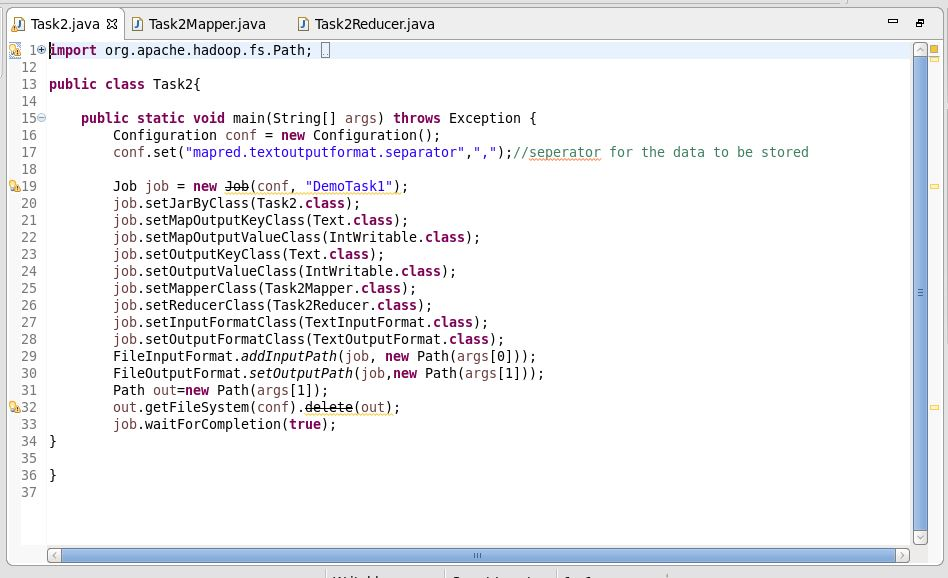 Task2.java Task2Mapper.java Task2Reducer.java
1 import org.apache.hadoop.fs.Path;
12
13 public class Task2{
14
15 public static void main(String[] args) throws Exception {
16 Configuration conf = new Configuration();
17 conf.set("mapred.textoutputformat.separator",",");//seperator for the data to be stored
18
19 Job job = new Job(conf, "DemoTask1");
20 job.setJarByClass(Task2.class);
21 job.setMapOutputKeyClass(Text.class);
22 job.setMapOutputValueClass(IntWritable.class);
23 job.setOutputKeyClass(Text.class);
24 job.setOutputValueClass(IntWritable.class);
25 job.setMapperClass(Task2Mapper.class);
26 job.setReducerClass(Task2Reducer.class);
27 job.setInputFormatClass(TextInputFormat.class);
28 job.setOutputFormatClass(TextOutputFormat.class);
29 FileInputFormat.addInputPath(job, new Path(args[0]));
30 FileOutputFormat.setOutputPath(job,new Path(args[1]));
31 Path out=new Path(args[1]);
32 out.getFileSystem(conf).delete(out);
33 job.waitForCompletion(true);
34 }
35
36 }
37